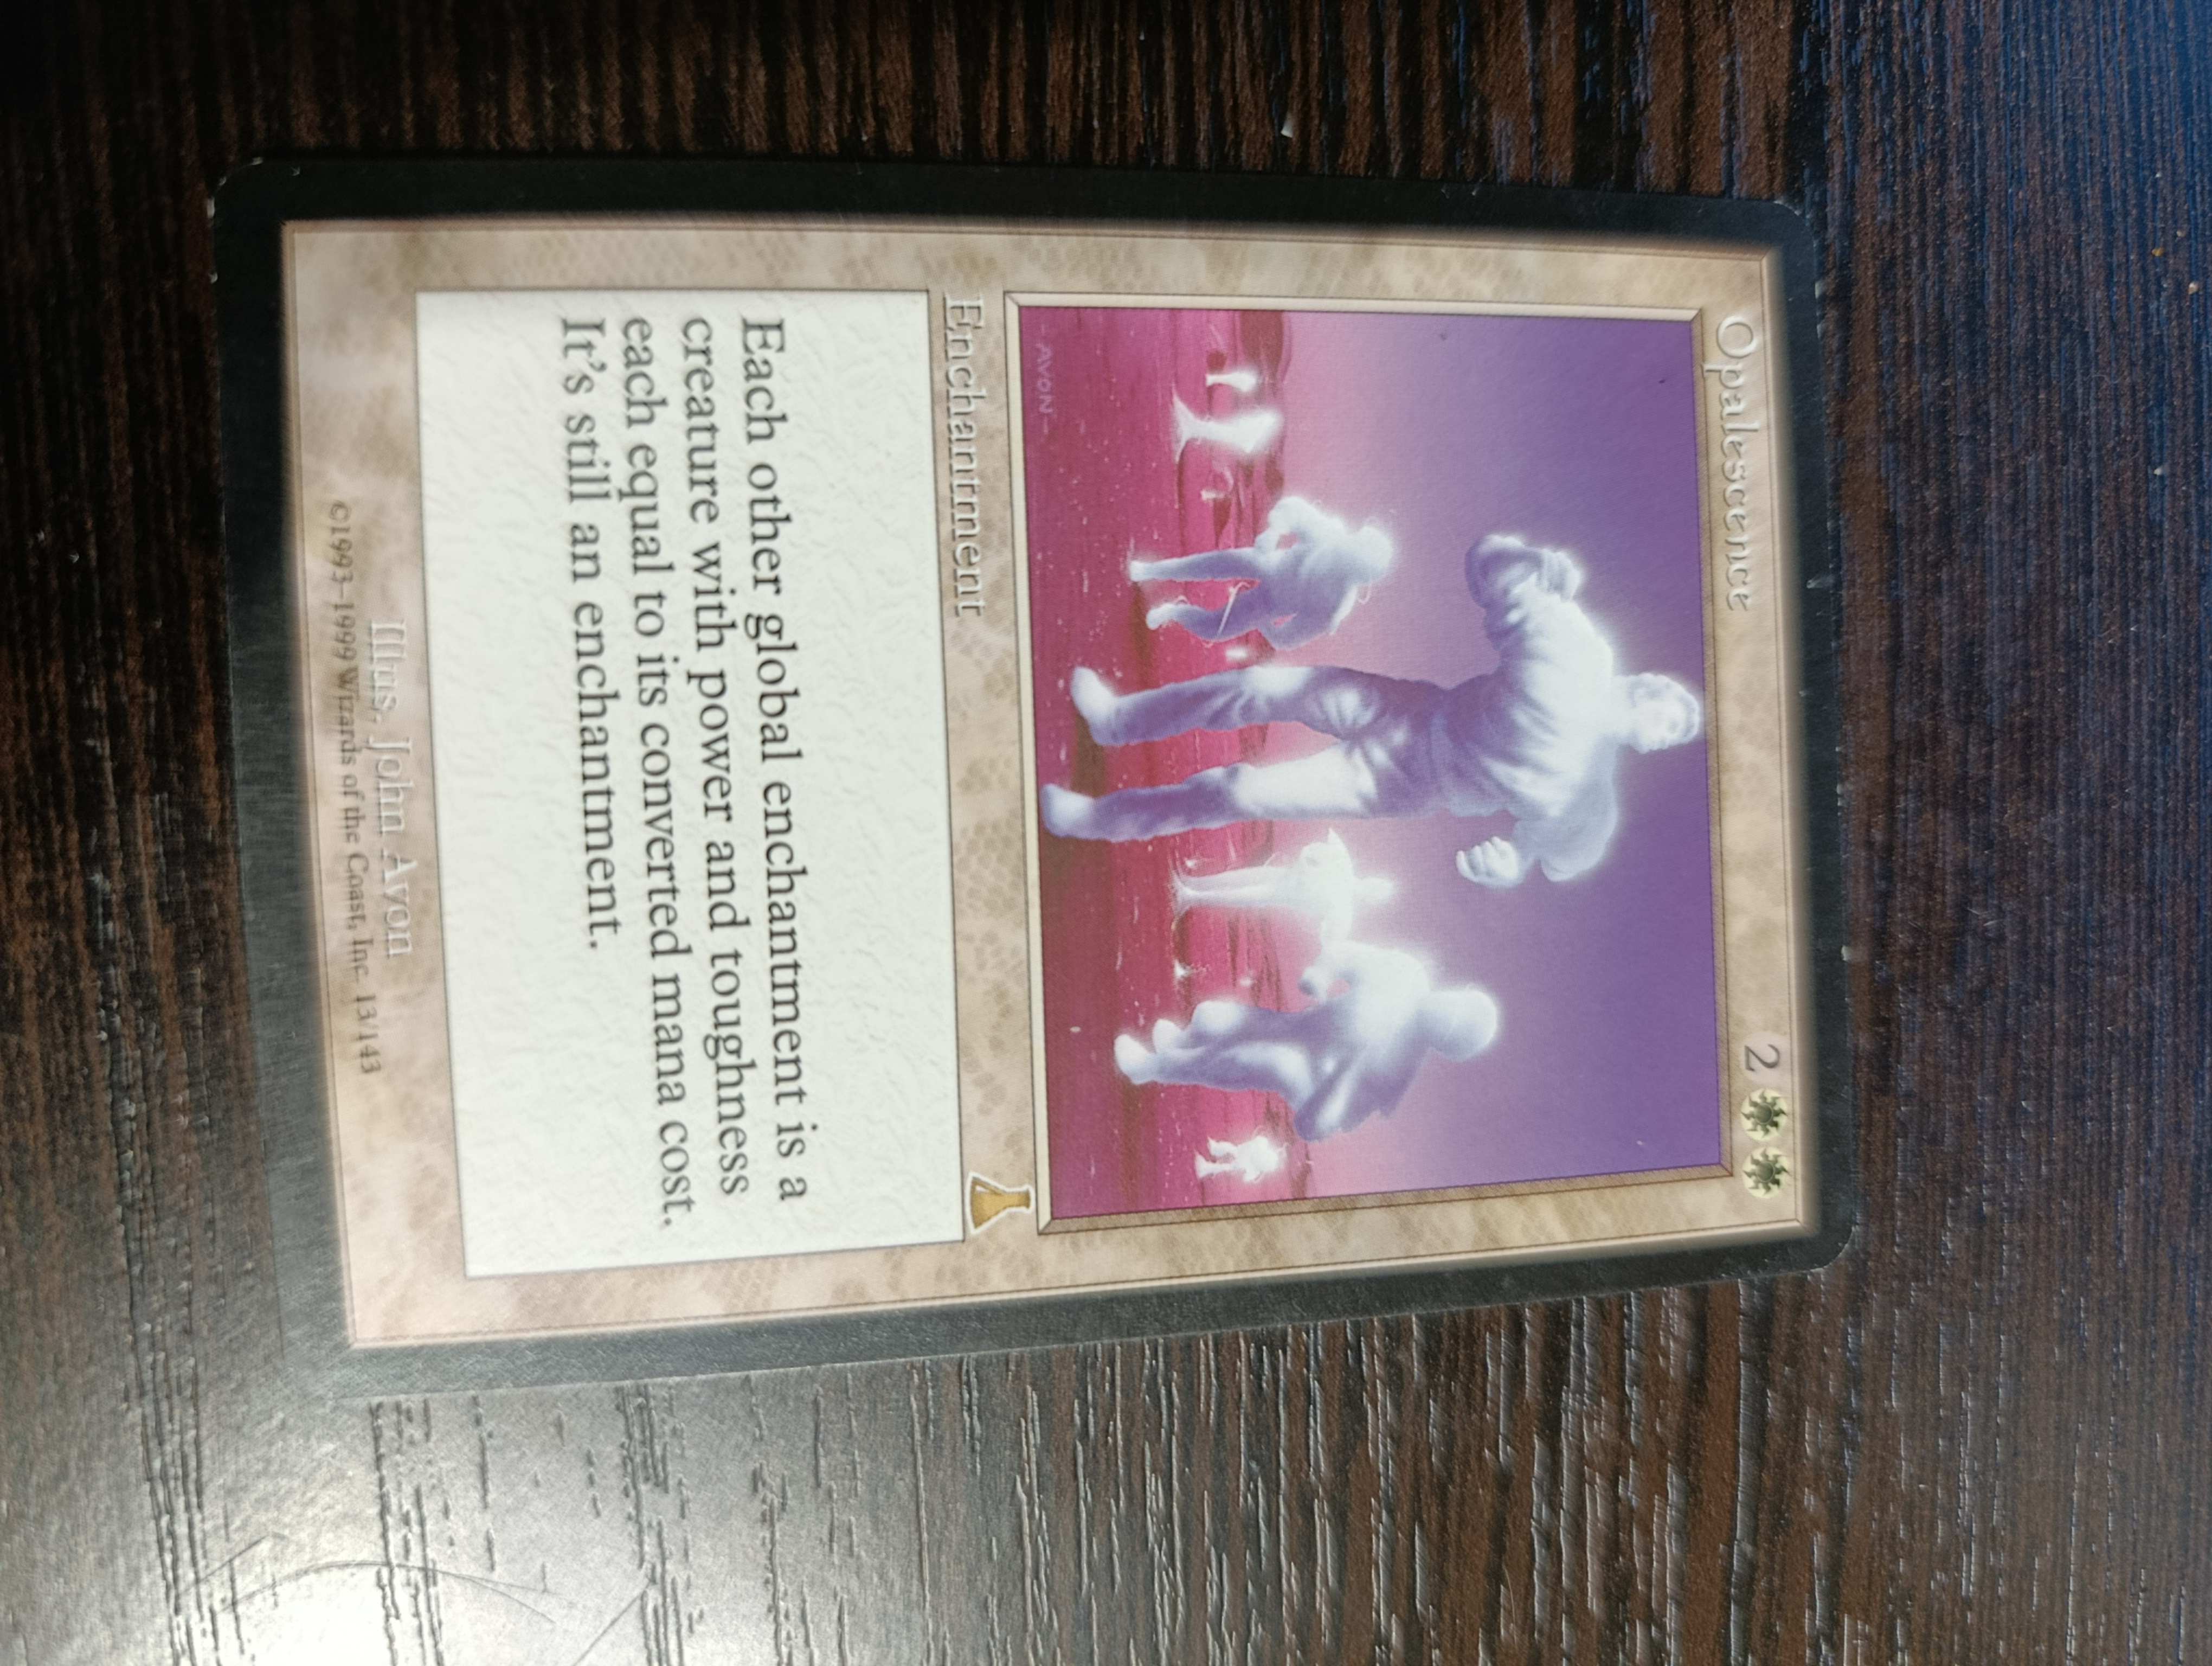 Opalescence 2
AVON
Enchantment
Each other global enchantment is a
creature with power and toughness
each equal to its converted mana cost.
It's still an enchantment.
Illus. John Avon
©1993-1999 Wizards of the Coast, Inc. 13/143